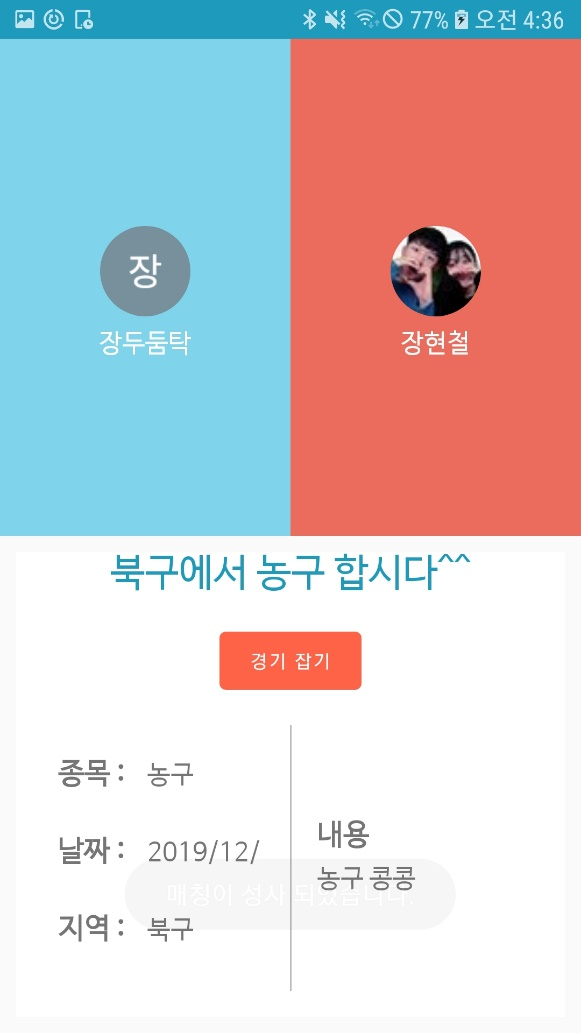 77% 오전 4:36
장
장두둠탁
장현철
북구에서 농구 합시다^^
경기 잡기
종목 : 농구
날짜 : 2019/12/
지역 : 북구
내용
농구 콩콩
매칭이 성사 되었습니다.